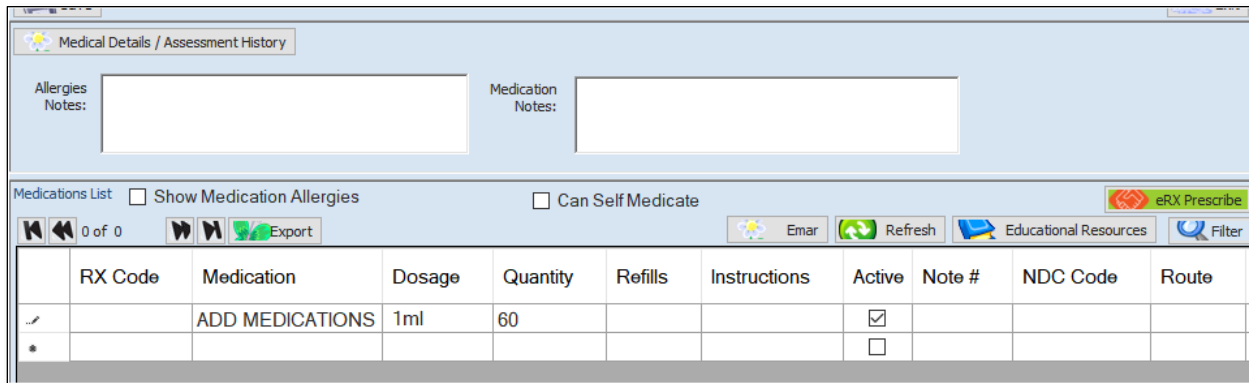 Medical Details / Assessment History
Allergies Notes:
Medication Notes:
Medications List Show Medication Allergies Can Self Medicate eRX Prescribe
0 of 0 Export Emar Refresh Educational Resources Filter
RX Code Medication Dosage Quantity Refills Instructions Active Note # NDC Code Route
ADD MEDICATIONS 1ml 60